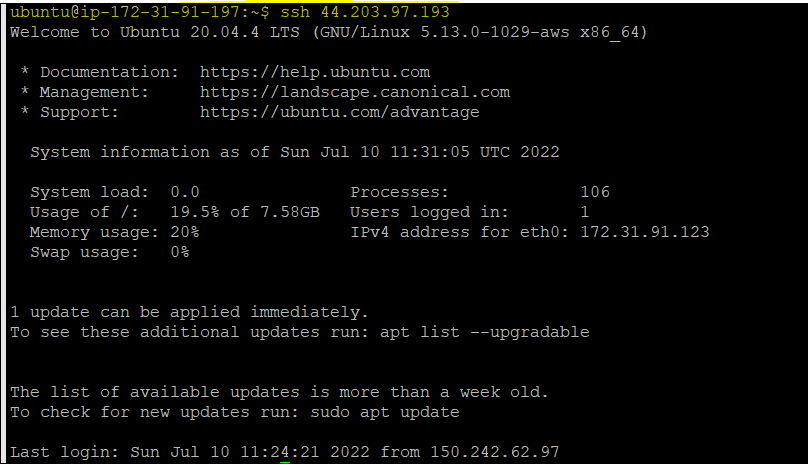 ubuntu@ip-172-31-91-197:~$ ssh 44.203.97.193
Welcome to Ubuntu 20.04.4 LTS (GNU/Linux 5.13.0-1029-aws x86_64)
* Documentation:  https://help.ubuntu.com
* Management:     https://landscape.canonical.com
* Support:        https://ubuntu.com/advantage
System information as of Sun Jul 10 11:31:05 UTC 2022
System load:  0.0               Processes:             106
Usage of /:   19.5% of 7.58GB   Users logged in:       1
Memory usage: 20%               IPv4 address for eth0: 172.31.91.123
Swap usage:   0%
1 update can be applied immediately.
To see these additional updates run: apt list --upgradable
The list of available updates is more than a week old.
To check for new updates run: sudo apt update
Last login: Sun Jul 10 11:24:21 2022 from 150.242.62.97